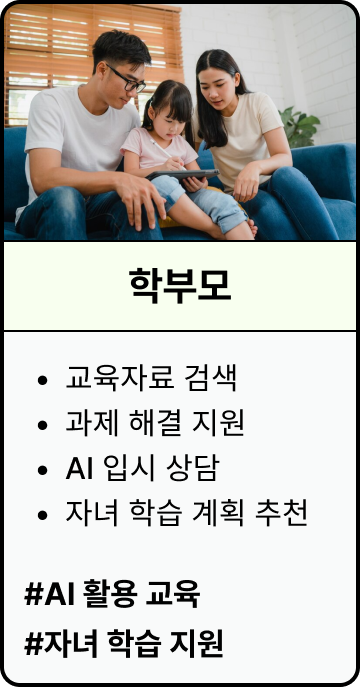 학부모
• 교육자료 검색
• 과제 해결 지원
• AI 입시 상담
• 자녀 학습 계획 추천
#AI 활용 교육
#자녀 학습 지원